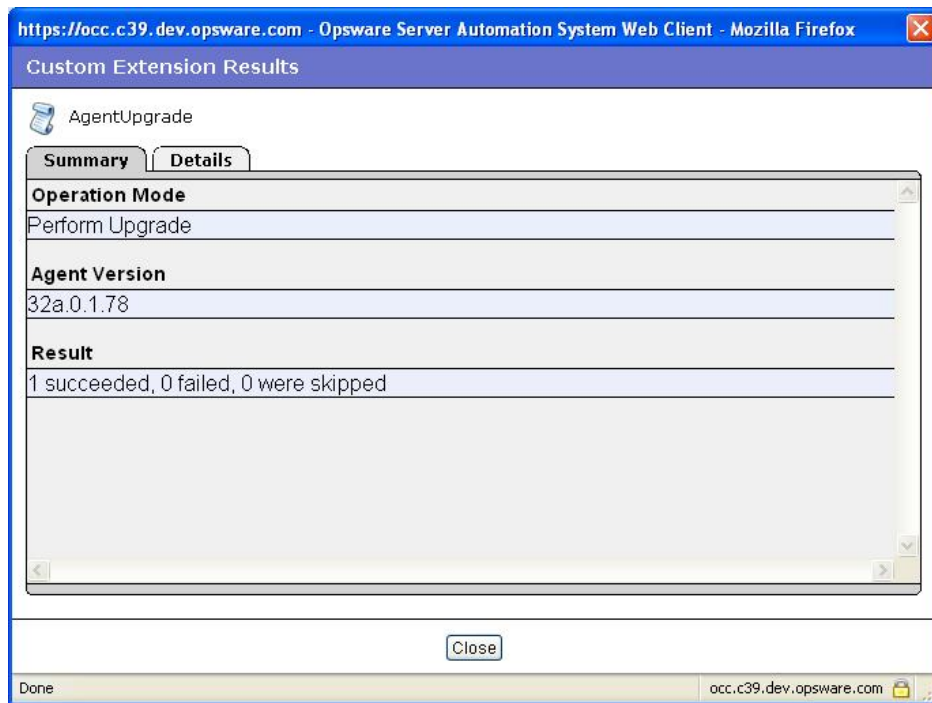 https://occ.c39.dev.opsware.com - Opsware Server Automation System Web Client - Mozilla Firefox
Custom Extension Results
AgentUpgrade
Summary Details
Operation Mode
Perform Upgrade
Agent Version
32a.0.1.78
Result
1 succeeded, 0 failed, 0 were skipped
Close
Done occ.c39.dev.opsware.com